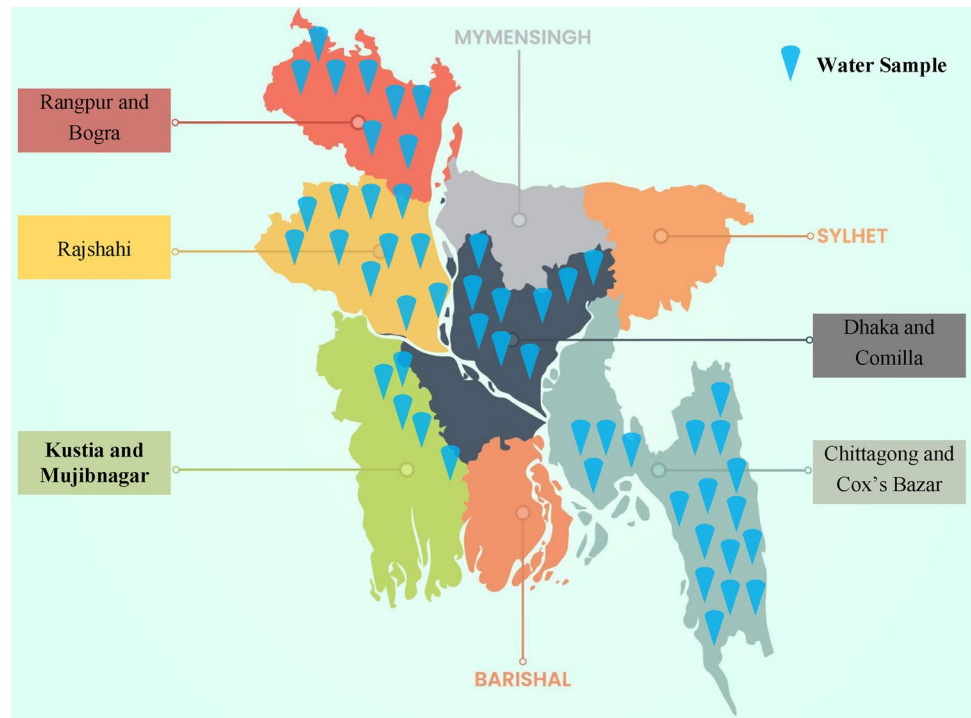 MYMENSINGH
Water Sample
Rangpur and
Bogra
Rajshahi
SYLHET
Dhaka and
Comilla
Kustia and
Mujibnagar
Chittagong and
Cox's Bazar
BARISHAL